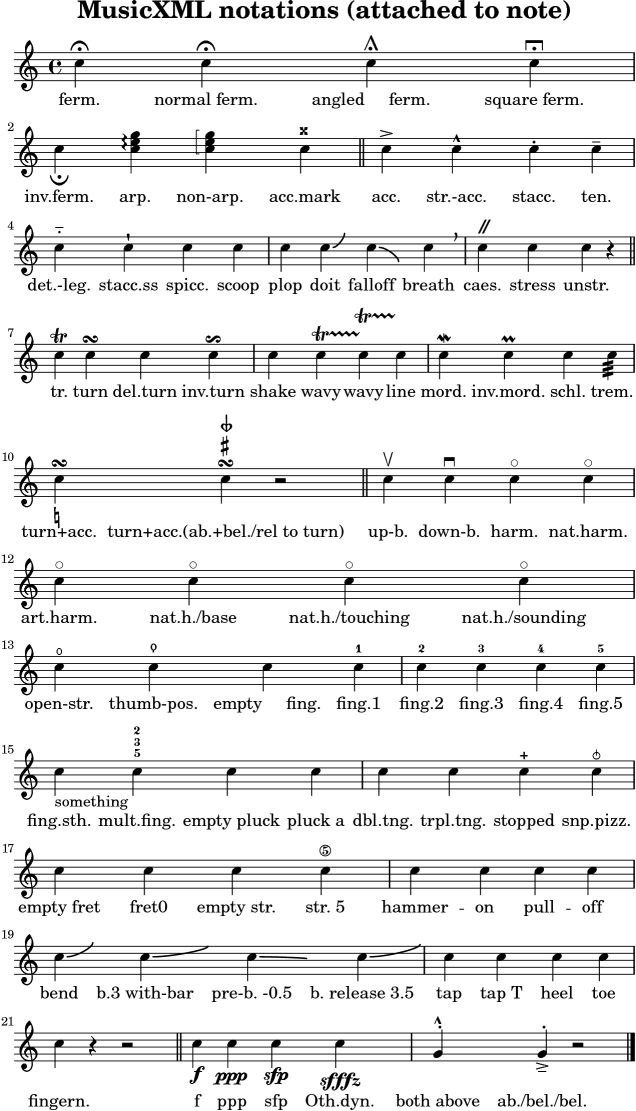 MusicXML notations (attached to note)
ferm. normal ferm. angled ferm. square ferm.
2
inv.ferm. arp. non-arp. acc.mark acc. str.-acc. stacc. ten.
4
det.-leg. stacc.ss spicc. scoop plop doit falloff breath caes. stress unstr.
7
tr. turn del.turn inv.turn shake wavy wavy line mord. inv.mord. schl. trem.
10
turn+acc. turn+acc.(ab.+bel./rel to turn) up-b. down-b. harm. nat.harm.
12
art.harm. nat.h./base nat.h./touching nat.h./sounding
13
1 2 3 4 5
open-str. thumb-pos. empty fing. fing.1 fing.2 fing.3 fing.4 fing.5
15
2
3
5
something
fing.sth. mult.fing. empty pluck pluck a dbl.tng. trpl.tng. stopped snp.pizz.
17
5
empty fret fret0 empty str. str. 5 hammer – on pull – off
19
bend b.3 with-bar pre-b. -0.5 b. release 3.5 tap tap T heel toe
21
f ppp sfp sfffz
fingern. f ppp sfp Oth.dyn. both above ab./bel./bel.